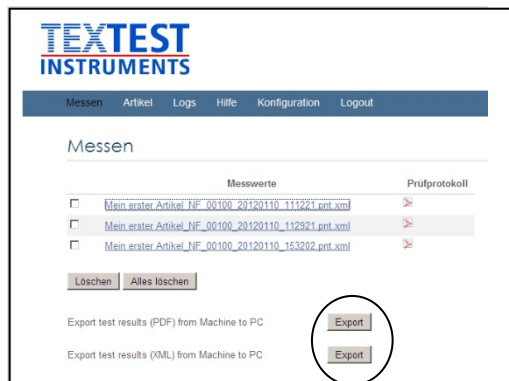 TEXTEST
INSTRUMENTS
Messen Artikel Logs Hilfe Konfiguration Logout
Messen
Messwerte Prüfprotokoll
Mein erster Artikel_NF_00100_20120110_111221.pnt.xml
Mein erster Artikel_NF_00100_20120110_112921.pnt.xml
Mein erster Artikel_NF_00100_20120110_153202.pnt.xml
Löschen Alles löschen
Export test results (PDF) from Machine to PC Export
Export test results (XML) from Machine to PC Export